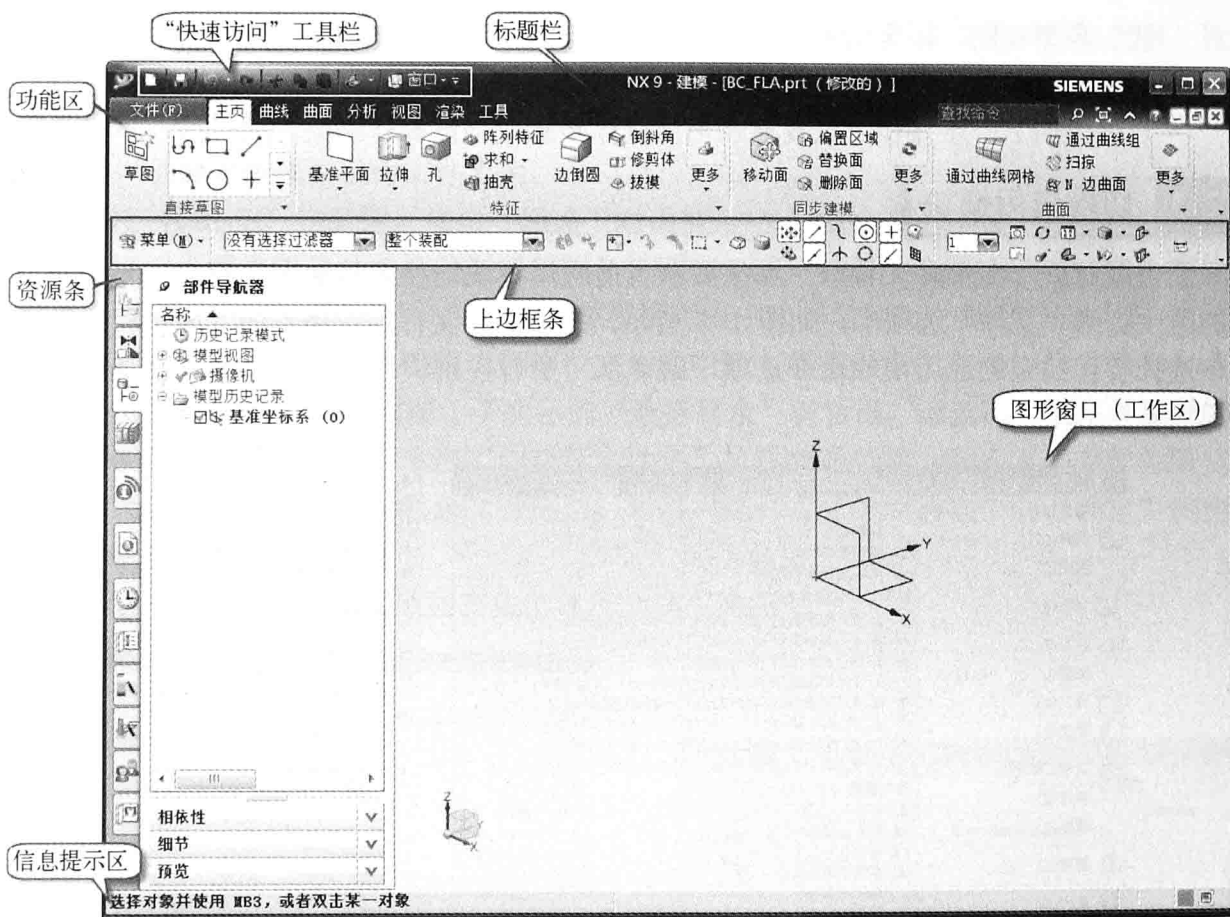 “快速访问”工具栏
标题栏
功能区
窗口
NX 9 - 建模 - [BC_FLA.prt （修改的）]
SIEMENS
文件(F) 主页 曲线 曲面 分析 视图 渲染 工具
查找命令
草图
直接草图
基准平面 拉伸 孔
阵列特征
求和
抽壳
边倒圆
倒斜角
修剪体
拔模
更多
特征
移动面
偏置区域
替换面
删除面
更多
同步建模
通过曲线网格
通过曲线组
扫掠
N 边曲面
更多
曲面
菜单(M) 没有选择过滤器 整个装配 1
资源条
上边框条
部件导航器
名称
历史记录模式
模型视图
摄像机
模型历史记录
基准坐标系 (0)
图形窗口（工作区）
Z
Y
X
Z
X
相依性
细节
预览
信息提示区
选择对象并使用 MB3，或者双击某一对象